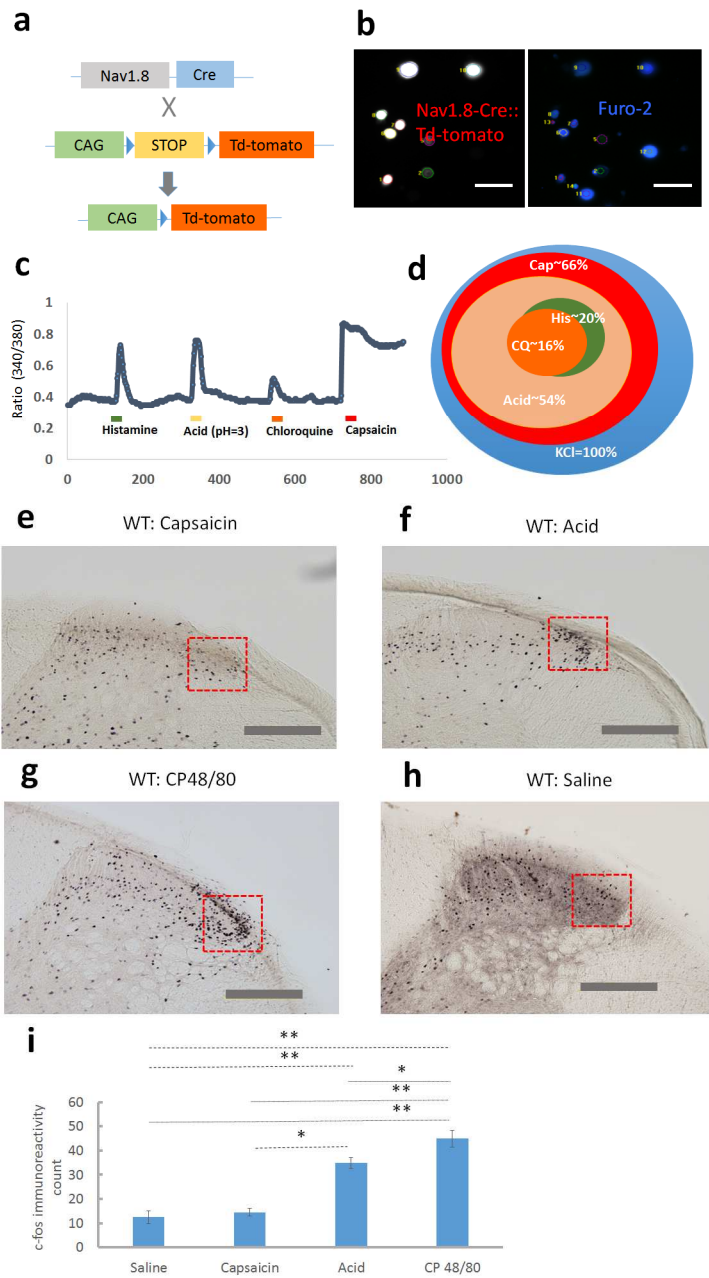 a
Nav1.8
Cre
X
CAG
STOP
Td-tomato
CAG
Td-tomato
b
Nav1.8-Cre::
Td-tomato
Furo-2
c
Ratio (340/380)
1
0.8
0.6
0.4
0.2
0
Histamine
Acid (pH=3)
Chloroquine
Capsaicin
0
200
400
600
800
1000
d
Cap~66%
His~20%
CQ~16%
Acid~54%
KCl=100%
e
WT: Capsaicin
f
WT: Acid
g
WT: CP48/80
h
WT: Saline
i
**
**
*
**
**
*
c-fos immunoreactivity
count
60
50
40
30
20
10
0
Saline
Capsaicin
Acid
CP 48/80